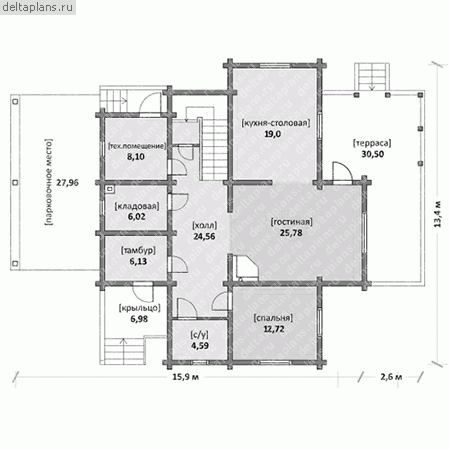 deltaplans.ru
[кухня-столовая]
19,0
[тех.помещение]
8,10
[терраса]
30,50
[парковочное место]
27,96
[кладовая]
6,02
[холл]
24,56
[гостиная]
25,78
13,4 м
[тамбур]
6,13
[крыльцо]
6,98
[спальня]
12,72
[с/у]
4,59
15,9 м
2,6 м